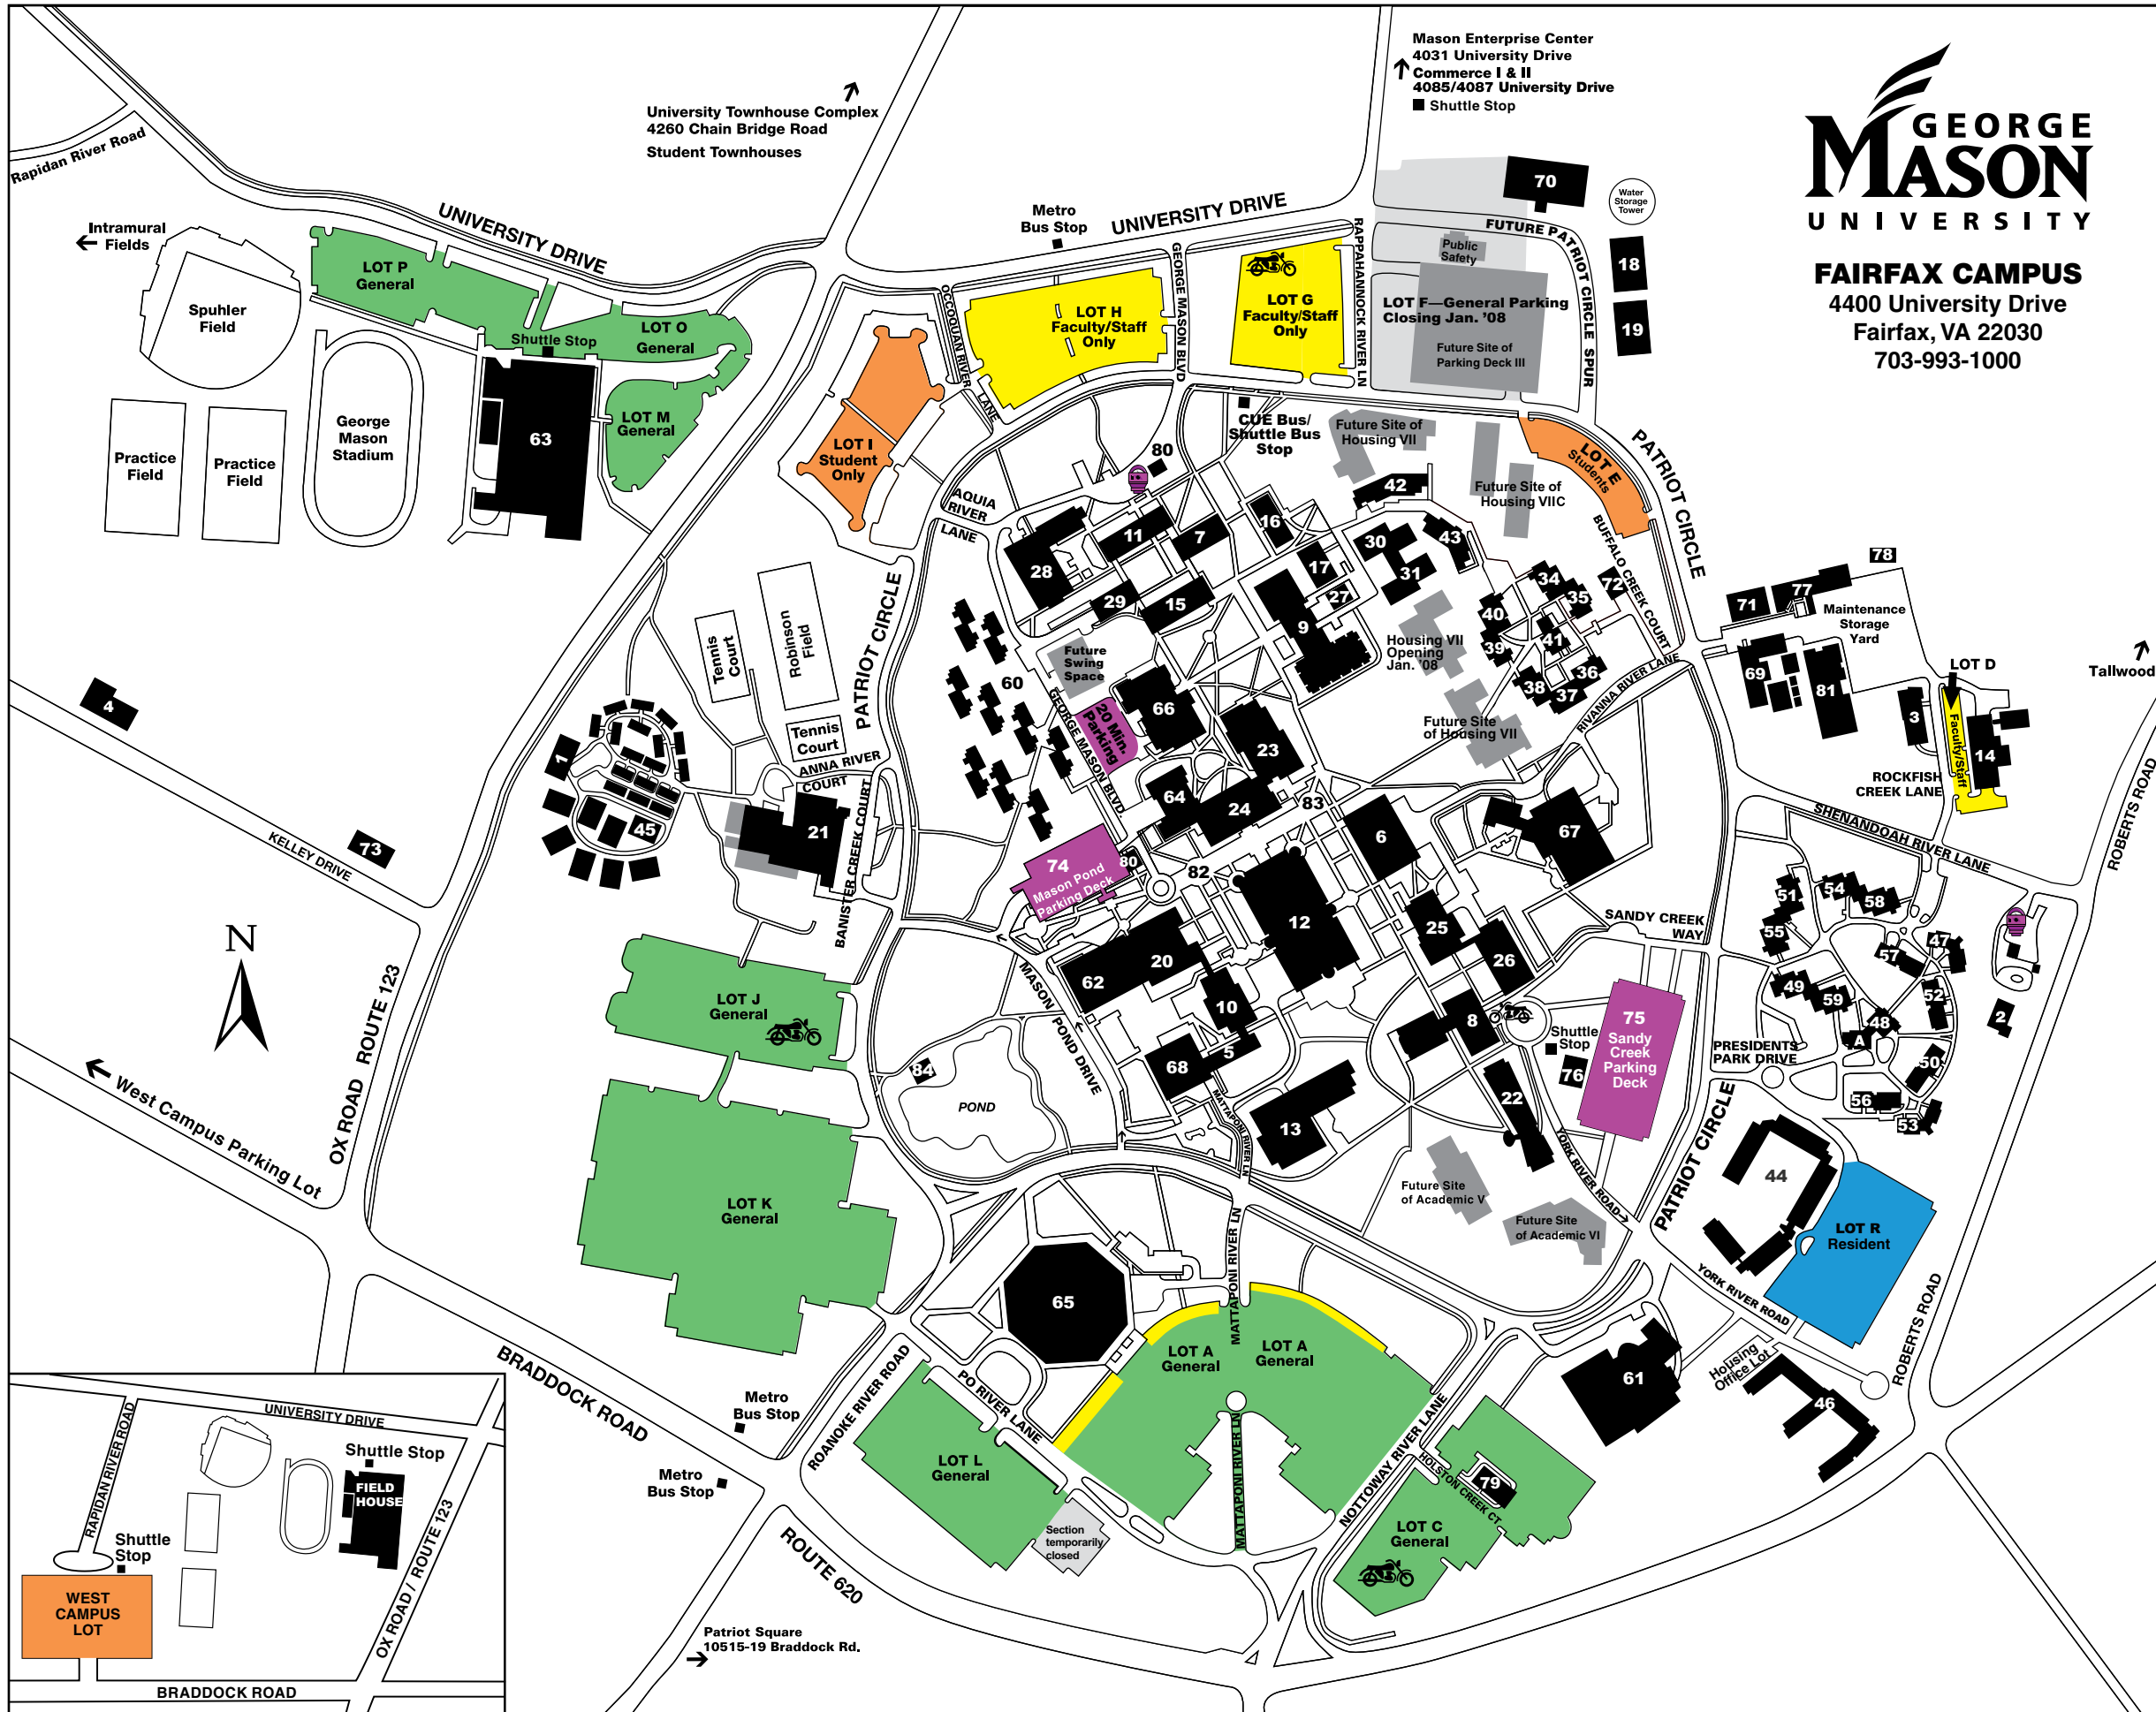 Mason Enterprise Center
4031 University Drive
Commerce I & II
4085/4087 University Drive
Shuttle Stop
University Townhouse Complex
4260 Chain Bridge Road
Student Townhouses
GEORGE
MASON
UNIVERSITY
FAIRFAX CAMPUS
4400 University Drive
Fairfax, VA 22030
703-993-1000
Rapidan River Road
Intramural
Fields
UNIVERSITY DRIVE
Metro
Bus Stop
UNIVERSITY DRIVE
70
Water
Storage
Tower
FUTURE PATRIOT CIRCLE SPUR
Public
Safety
18
19
LOT P
General
Spuhler
Field
LOT O
General
Shuttle Stop
LOT M
General
63
George
Mason
Stadium
Practice
Field
Practice
Field
OCCOQUAN RIVER LANE
LOT H
Faculty/Staff
Only
GEORGE MASON BLVD
LOT G
Faculty/Staff
Only
RAPPAHANNOCK RIVER LN
LOT F—General Parking
Closing Jan. '08
Future Site of
Parking Deck III
LOT I
Student
Only
CUE Bus/
Shuttle Bus
Stop
Future Site of
Housing VII
LOT E
Students
PATRIOT CIRCLE
80
42
Future Site of
Housing VIIC
BUFFALO CREEK COURT
AQUIA
RIVER
LANE
28
11
7
16
30
43
31
17
27
29
15
9
34
35
72
40
41
39
36
38
37
78
77
71
Maintenance
Storage
Yard
69
81
LOT D
3
Faculty/Staff
14
ROCKFISH
CREEK LANE
Tallwood
ROBERTS ROAD
Tennis
Court
Robinson
Field
PATRIOT CIRCLE
Future
Swing
Space
60
GEORGE MASON BLVD.
20 Min.
Parking
66
23
Housing VII
Opening
Jan. '08
Future Site
of Housing VII
RIVANNA RIVER LANE
4
1
45
Tennis
Court
ANNA RIVER
COURT
21
BANISTER CREEK COURT
73
KELLEY DRIVE
64
24
83
6
67
SHENANDOAH RIVER LANE
74
Mason Pond
Parking Deck
80
82
12
25
26
SANDY CREEK
WAY
51
54
58
55
57
47
49
59
52
48
A
50
56
53
2
N
LOT J
General
MASON POND DRIVE
62
20
10
8
Shuttle
Stop
76
75
Sandy
Creek
Parking
Deck
PRESIDENTS
PARK DRIVE
84
POND
68
5
MATTAPONI RIVER LN
13
22
YORK RIVER ROAD
PATRIOT CIRCLE
44
LOT R
Resident
OX ROAD ROUTE 123
West Campus Parking Lot
LOT K
General
Future Site
of Academic V
Future Site
of Academic VI
65
MATTAPONI RIVER LN
LOT A
General
LOT A
General
YORK RIVER ROAD
ROBERTS ROAD
Housing
Office Lot
61
46
BRADDOCK ROAD
Metro
Bus Stop
Metro
Bus Stop
ROANOKE RIVER ROAD
PO RIVER LANE
LOT L
General
Section
temporarily
closed
MATTAPONI RIVER LN
NOTTOWAY RIVER LANE
HOLSTON CREEK CT
79
LOT C
General
ROUTE 620
Patriot Square
10515-19 Braddock Rd.
UNIVERSITY DRIVE
RAPIDAN RIVER ROAD
Shuttle Stop
FIELD
HOUSE
Shuttle
Stop
WEST
CAMPUS
LOT
OX ROAD / ROUTE 123
BRADDOCK ROAD